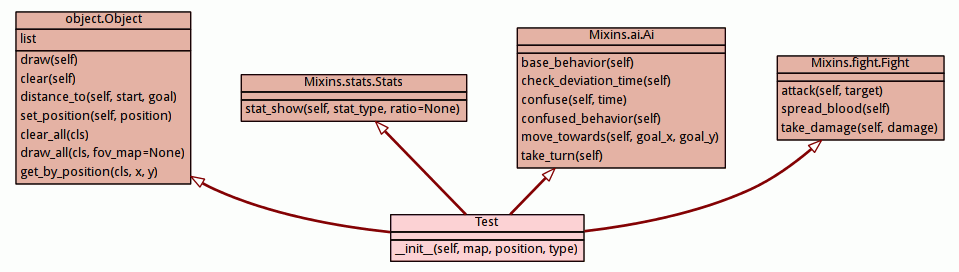 object.Object
list
draw(self)
clear(self)
distance_to(self, start, goal)
set_position(self, position)
clear_all(cls)
draw_all(cls, fov_map=None)
get_by_position(cls, x, y)
Mixins.stats.Stats
stat_show(self, stat_type, ratio=None)
Mixins.ai.Ai
base_behavior(self)
check_deviation_time(self)
confuse(self, time)
confused_behavior(self)
move_towards(self, goal_x, goal_y)
take_turn(self)
Mixins.fight.Fight
attack(self, target)
spread_blood(self)
take_damage(self, damage)
Test
__init__(self, map, position, type)